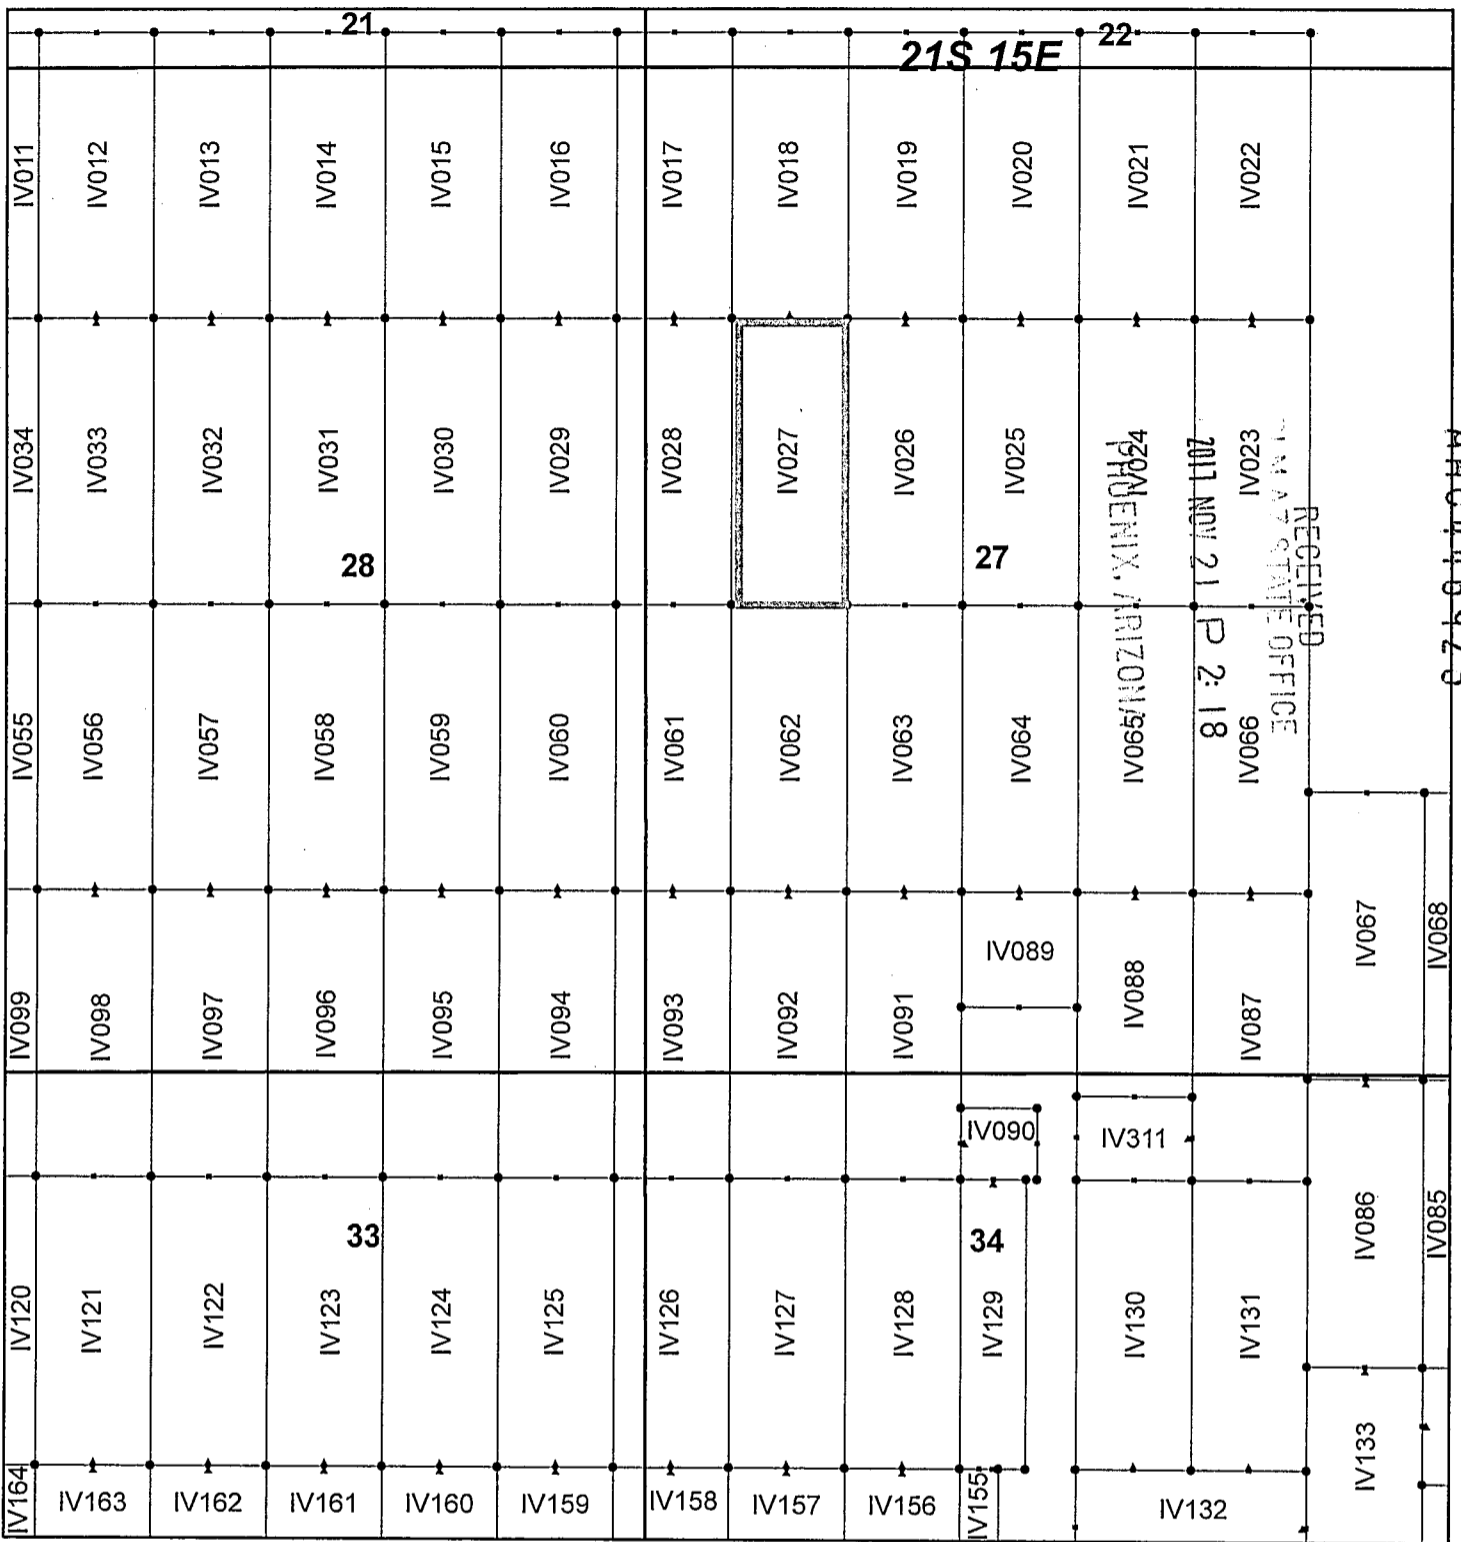 21 22
21S 15E
IV011 IV012 IV013 IV014 IV015 IV016 IV017 IV018 IV019 IV020 IV021 IV022
IV034 IV033 IV032 IV031 IV030 IV029 IV028 IV027 IV026 IV025 IV024 IV023
28 27
RECEIVED
STATE OFFICE
2011 NOV 21 P 2:18
PHOENIX, ARIZONA
IV055 IV056 IV057 IV058 IV059 IV060 IV061 IV062 IV063 IV064 IV065 IV066
IV067 IV068
IV089
IV099 IV098 IV097 IV096 IV095 IV094 IV093 IV092 IV091 IV088 IV087
IV090 IV311
33 34
IV086 IV085
IV120 IV121 IV122 IV123 IV124 IV125 IV126 IV127 IV128 IV129 IV130 IV131
IV133
IV164 IV163 IV162 IV161 IV160 IV159 IV158 IV157 IV156 IV155 IV132